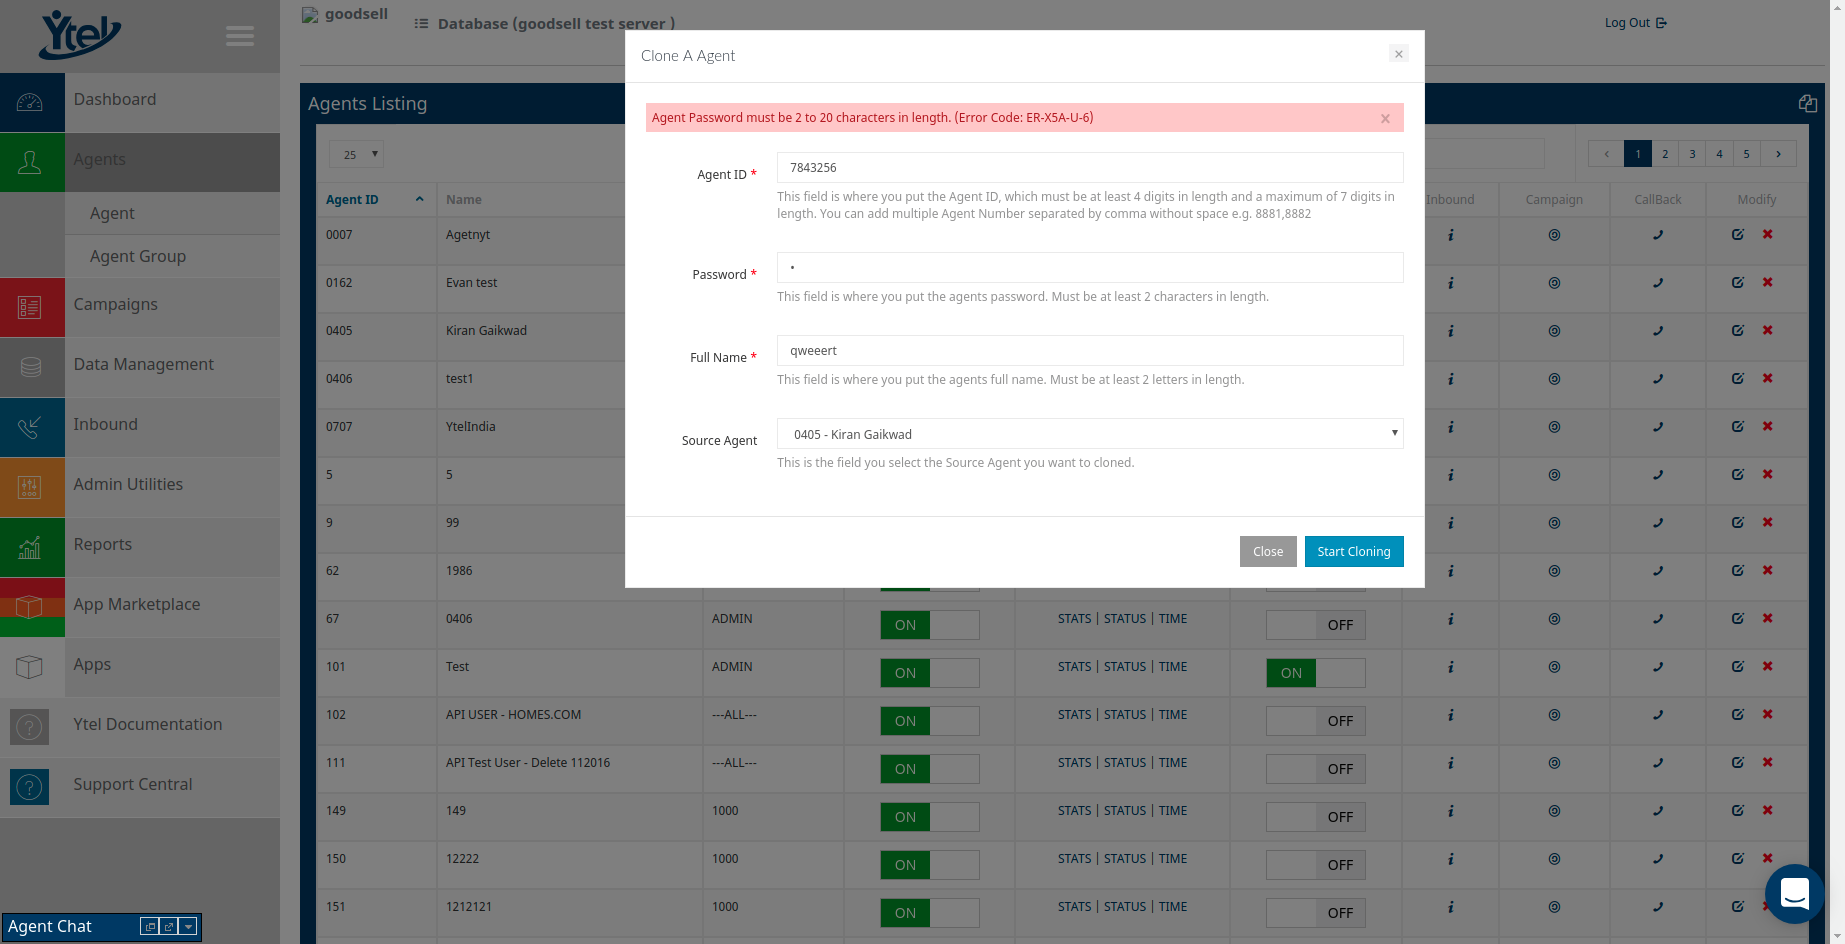 Ytel
goodsell
Database (goodsell test server )
Log Out
Dashboard
Agents
Agent
Agent Group
Campaigns
Data Management
Inbound
Admin Utilities
Reports
App Marketplace
Apps
? Ytel Documentation
? Support Central
Agent Chat
Agents Listing
25
‹ 1 2 3 4 5 ›
Agent ID Name Inbound Campaign CallBack Modify
0007 Agetnyt
0162 Evan test
0405 Kiran Gaikwad
0406 test1
0707 YtelIndia
5 5
9 99
62 1986
67 0406 ADMIN ON STATS | STATUS | TIME OFF
101 Test ADMIN ON STATS | STATUS | TIME ON
102 API USER - HOMES.COM ---ALL--- ON STATS | STATUS | TIME OFF
111 API Test User - Delete 112016 ---ALL--- ON STATS | STATUS | TIME OFF
149 149 1000 ON STATS | STATUS | TIME OFF
150 12222 1000 ON STATS | STATUS | TIME OFF
151 1212121 1000 ON STATS | STATUS | TIME OFF
Clone A Agent
×
Agent Password must be 2 to 20 characters in length. (Error Code: ER-X5A-U-6)
x
Agent ID * 7843256
This field is where you put the Agent ID, which must be at least 4 digits in length and a maximum of 7 digits in
length. You can add multiple Agent Number separated by comma without space e.g. 8881,8882
Password * •
This field is where you put the agents password. Must be at least 2 characters in length.
Full Name * qweeert
This field is where you put the agents full name. Must be at least 2 letters in length.
Source Agent 0405 - Kiran Gaikwad
This is the field you select the Source Agent you want to cloned.
Close Start Cloning